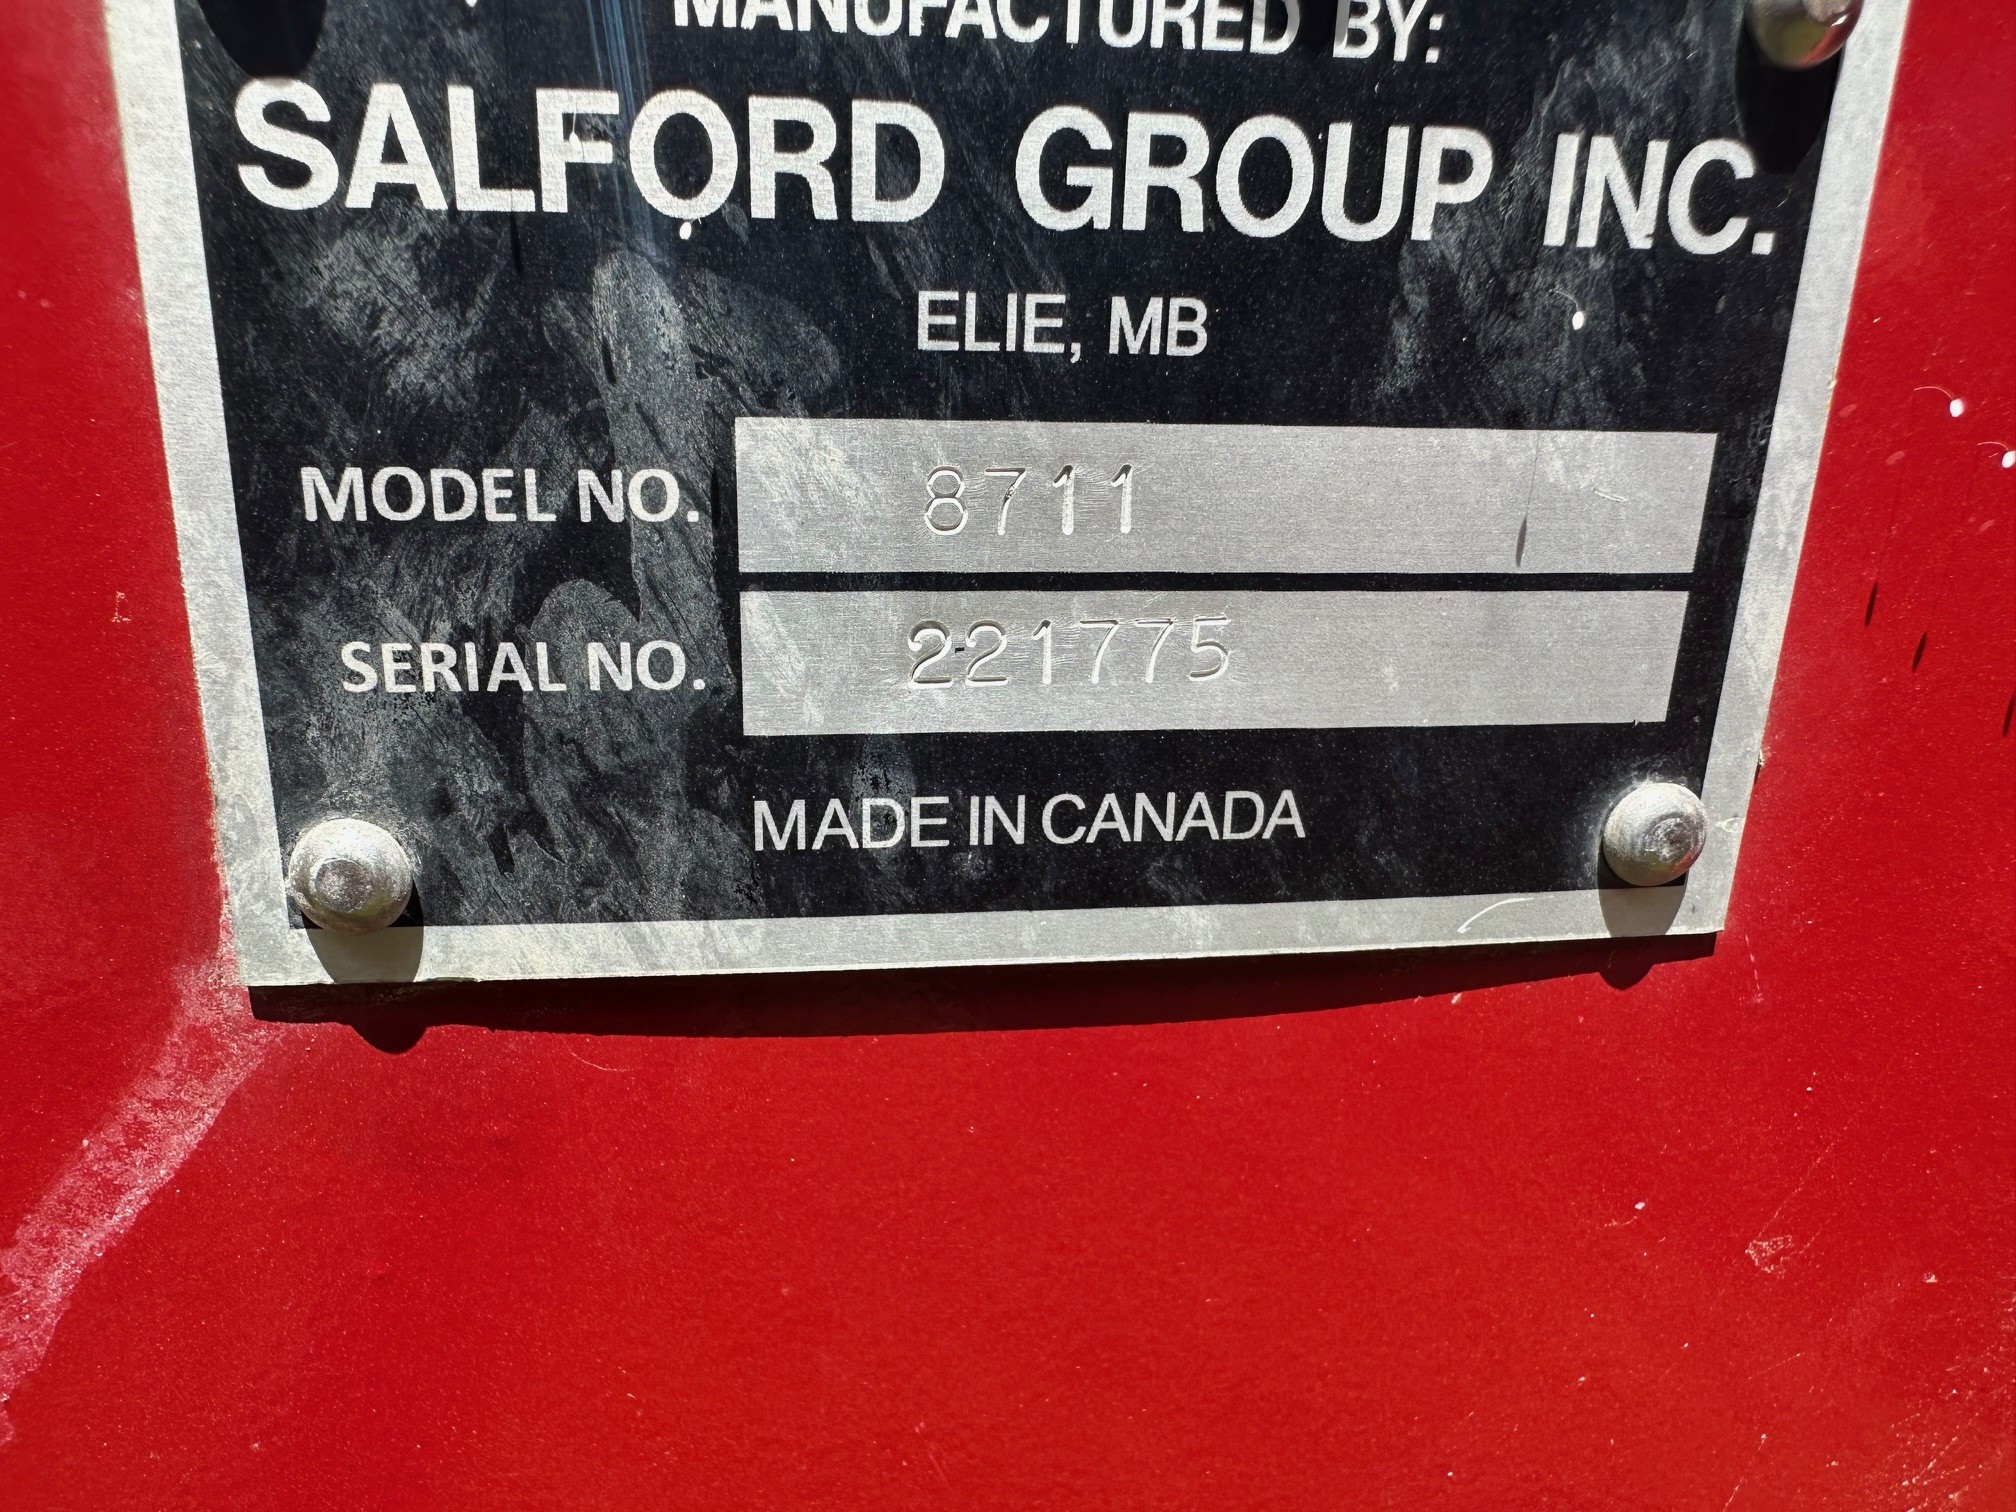 MANUFACTURED BY:
SALFORD GROUP INC.
ELIE, MB
MODEL NO. 8711
SERIAL NO. 221775
MADE IN CANADA